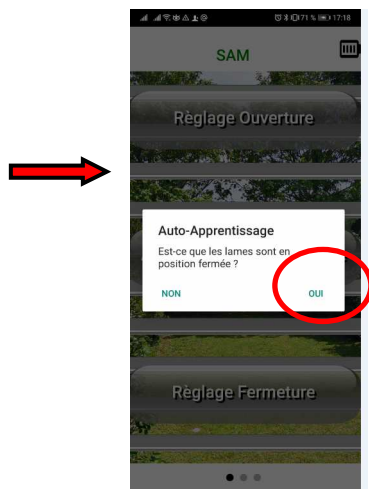 71 % 17:18
SAM
Règlage Ouverture
Auto-Apprentissage
Est-ce que les lames sont en
position fermée ?
NON OUI
Règlage Fermeture